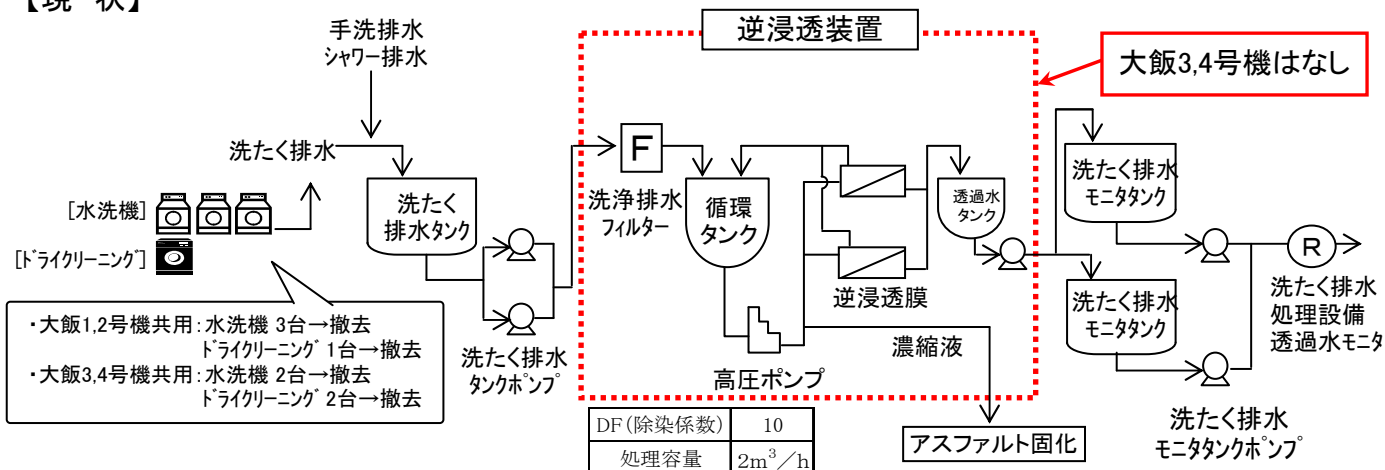 【現　状】
手洗排水
シャワー排水
逆浸透装置
大飯3,4号機はなし
洗たく排水
[水洗機]
[ドライクリーニング]
洗たく
排水タンク
F
洗浄排水
フィルター
循環
タンク
透過水
タンク
逆浸透膜
洗たく排水
モニタタンク
洗たく排水
モニタタンク
R
洗たく排水
処理設備
透過水モニタ
・大飯1,2号機共用：水洗機 3台→撤去
ドライクリーニング 1台→撤去
・大飯3,4号機共用：水洗機 2台→撤去
ドライクリーニング 2台→撤去
洗たく排水
タンクポンプ
高圧ポンプ
濃縮液
DF(除染係数) 10
処理容量 2m³／h
アスファルト固化
洗たく排水
モニタタンクポンプ